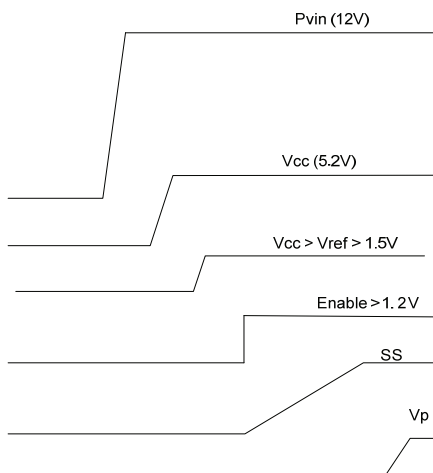 Pvin (12V)
Vcc (5.2V)
Vcc > Vref > 1.5V
Enable > 1.2V
SS
Vp